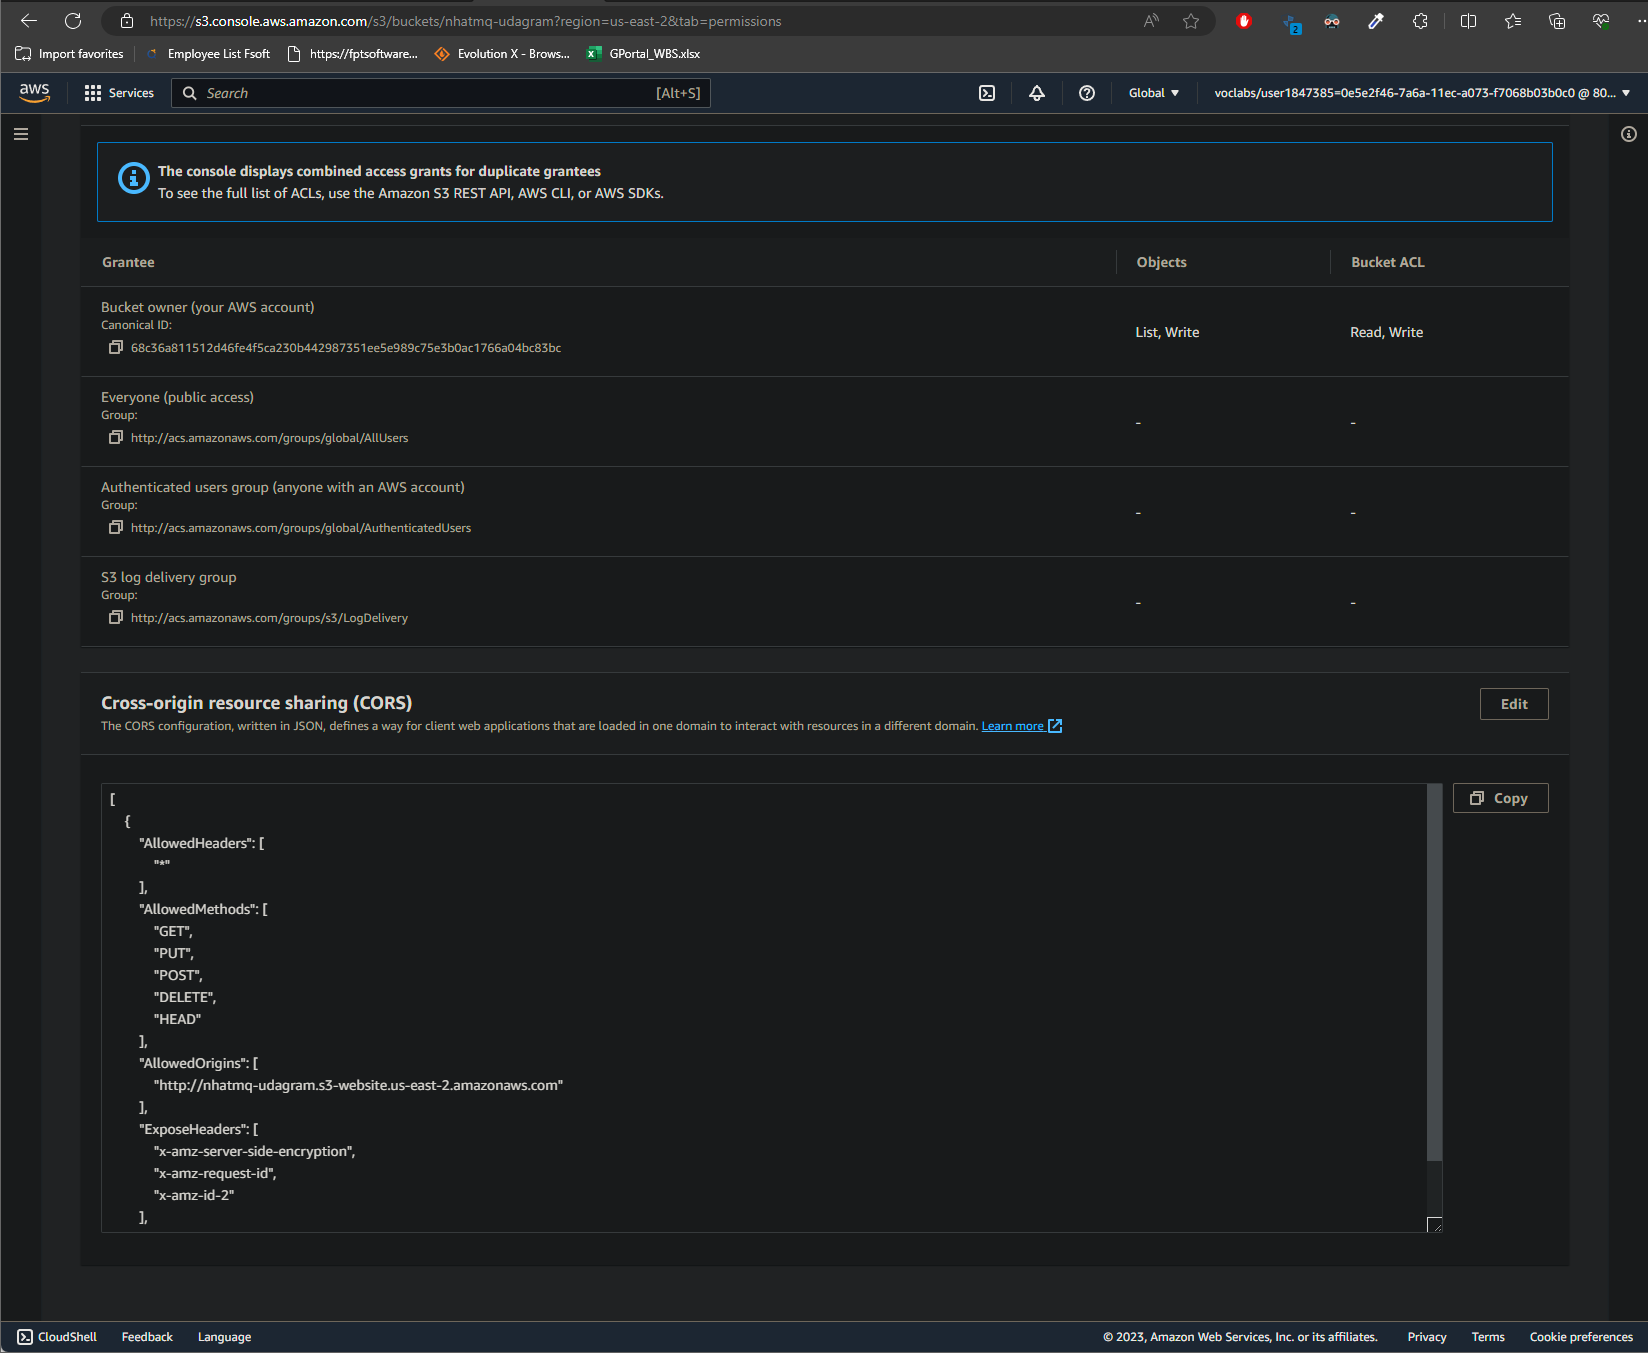 https://s3.console.aws.amazon.com/s3/buckets/nhatmq-udagram?region=us-east-2&tab=permissions
2
Import favorites
Employee List Fsoft
https://fptsoftware...
Evolution X - Brows...
GPortal_WBS.xlsx
aws
Services
Search
[Alt+S]
Global
voclabs/user1847385=0e5e2f46-7a6a-11ec-a073-f7068b03b0c0 @ 80...
The console displays combined access grants for duplicate grantees
To see the full list of ACLs, use the Amazon S3 REST API, AWS CLI, or AWS SDKs.
Grantee
Objects
Bucket ACL
Bucket owner (your AWS account)
Canonical ID:
68c36a811512d46fe4f5ca230b442987351ee5e989c75e3b0ac1766a04bc83bc
List, Write
Read, Write
Everyone (public access)
Group:
http://acs.amazonaws.com/groups/global/AllUsers
-
-
Authenticated users group (anyone with an AWS account)
Group:
http://acs.amazonaws.com/groups/global/AuthenticatedUsers
-
-
S3 log delivery group
Group:
http://acs.amazonaws.com/groups/s3/LogDelivery
-
-
Cross-origin resource sharing (CORS)
Edit
The CORS configuration, written in JSON, defines a way for client web applications that are loaded in one domain to interact with resources in a different domain. Learn more
Copy
[
{
"AllowedHeaders": [
"*"
],
"AllowedMethods": [
"GET",
"PUT",
"POST",
"DELETE",
"HEAD"
],
"AllowedOrigins": [
"http://nhatmq-udagram.s3-website.us-east-2.amazonaws.com"
],
"ExposeHeaders": [
"x-amz-server-side-encryption",
"x-amz-request-id",
"x-amz-id-2"
],
CloudShell
Feedback
Language
© 2023, Amazon Web Services, Inc. or its affiliates.
Privacy
Terms
Cookie preferences